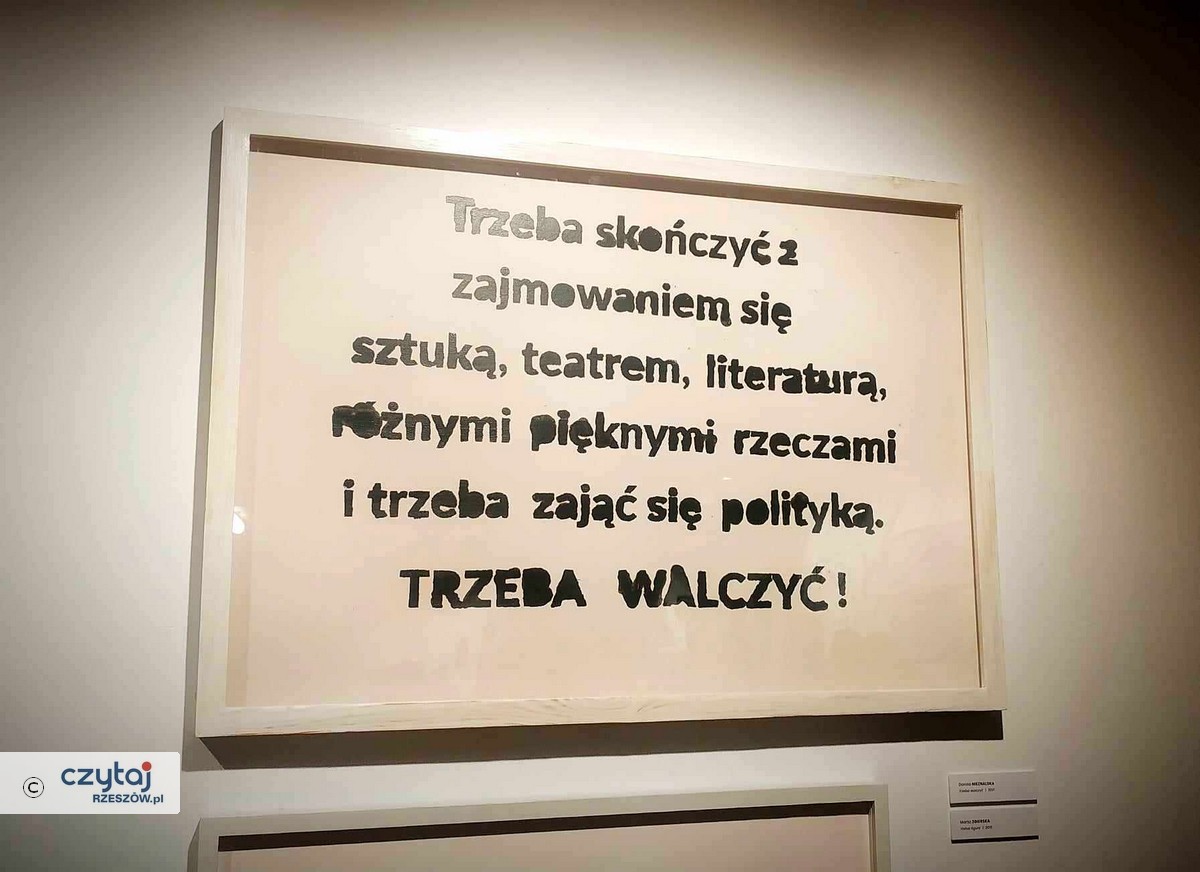 Trzeba skończyć z
zajmowaniem się
sztuką, teatrem, literaturą,
różnymi pięknymi rzeczami
i trzeba zająć się polityką.
TRZEBA WALCZYĆ!
© czytaj
RZESZÓW.pl